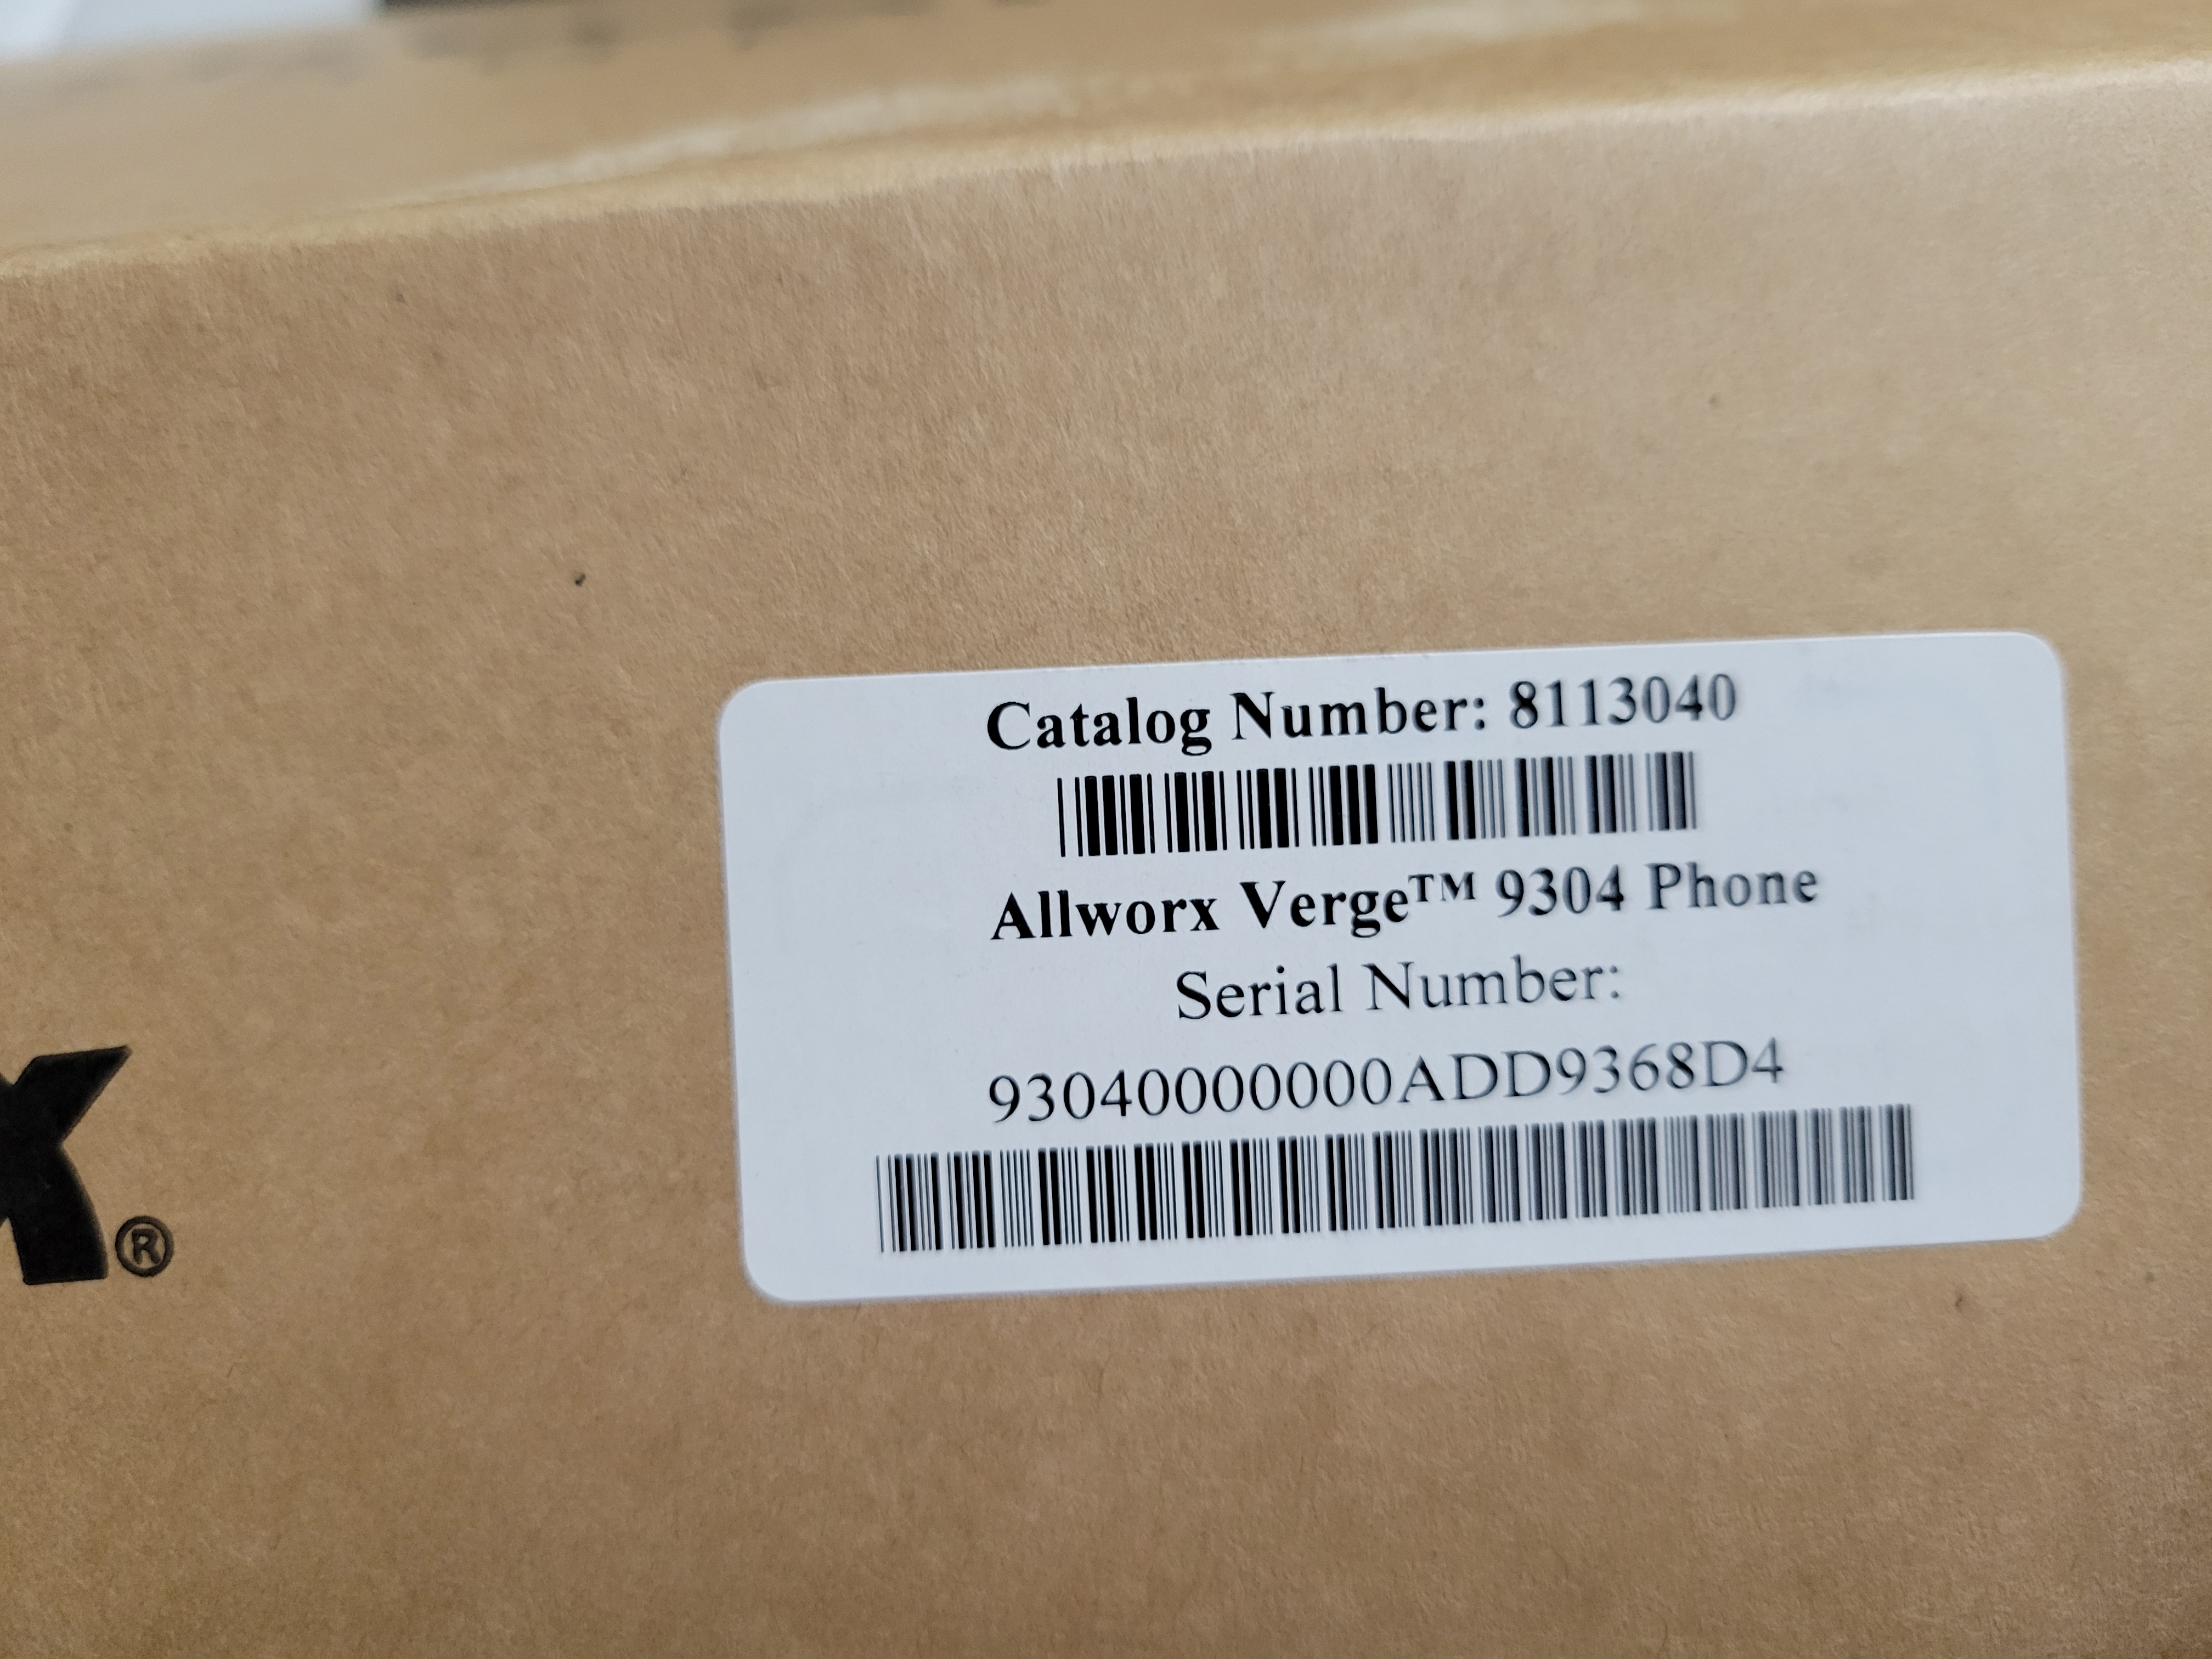 Catalog Number: 8113040
Allworx Verge™ 9304 Phone
Serial Number:
93040000000ADD9368D4
x®